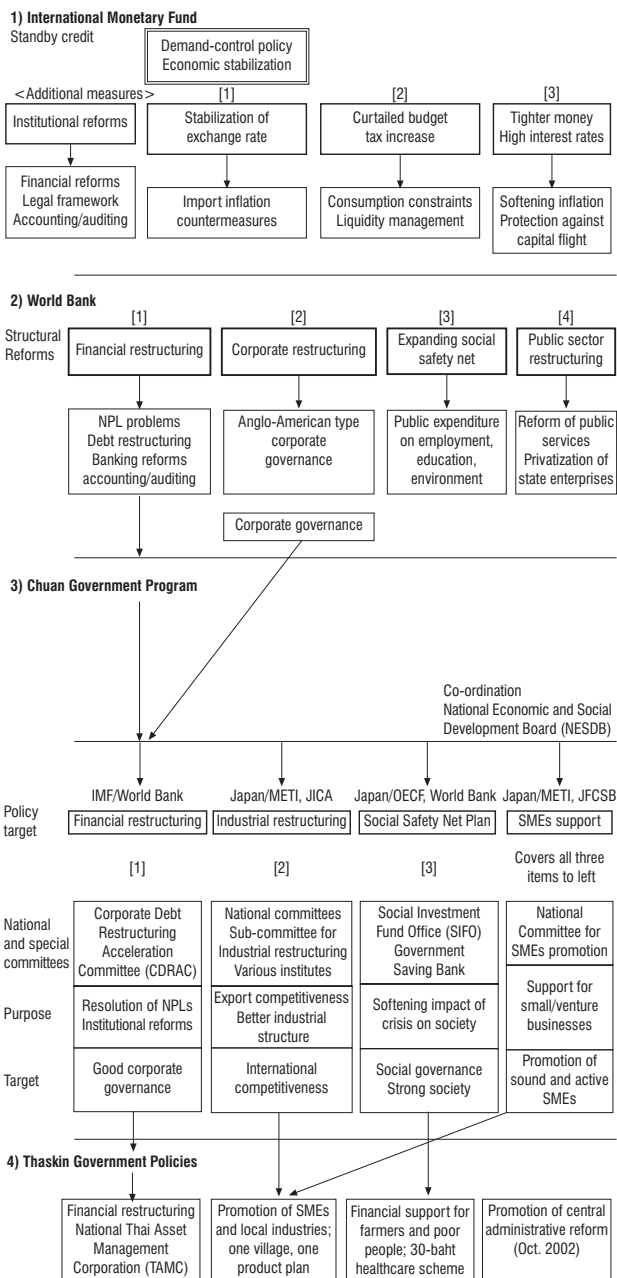 1) International Monetary Fund
Standby credit
Demand-control policy
Economic stabilization
<Additional measures>
[1]
[2]
[3]
Institutional reforms
Stabilization of
exchange rate
Curtailed budget
tax increase
Tighter money
High interest rates
Financial reforms
Legal framework
Accounting/auditing
Import inflation
countermeasures
Consumption constraints
Liquidity management
Softening inflation
Protection against
capital flight
2) World Bank
Structural
Reforms
[1]
[2]
[3]
[4]
Financial restructuring
Corporate restructuring
Expanding social
safety net
Public sector
restructuring
NPL problems
Debt restructuring
Banking reforms
accounting/auditing
Anglo-American type
corporate
governance
Public expenditure
on employment,
education,
environment
Reform of public
services
Privatization of
state enterprises
Corporate governance
3) Chuan Government Program
Co-ordination
National Economic and Social
Development Board (NESDB)
Policy
target
IMF/World Bank
Japan/METI, JICA
Japan/OECF, World Bank
Japan/METI, JFCSB
Financial restructuring
Industrial restructuring
Social Safety Net Plan
SMEs support
[1]
[2]
[3]
Covers all three
items to left
National
and special
committees
Corporate Debt
Restructuring
Acceleration
Committee (CDRAC)
National committees
Sub-committee for
Industrial restructuring
Various institutes
Social Investment
Fund Office (SIFO)
Government
Saving Bank
National
Committee for
SMEs promotion
Purpose
Resolution of NPLs
Institutional reforms
Export competitiveness
Better industrial
structure
Softening impact of
crisis on society
Support for
small/venture
businesses
Target
Good corporate
governance
International
competitiveness
Social governance
Strong society
Promotion of
sound and active
SMEs
4) Thaskin Government Policies
Financial restructuring
National Thai Asset
Management
Corporation (TAMC)
Promotion of SMEs
and local industries;
one village, one
product plan
Financial support for
farmers and poor
people; 30-baht
healthcare scheme
Promotion of central
administrative reform
(Oct. 2002)